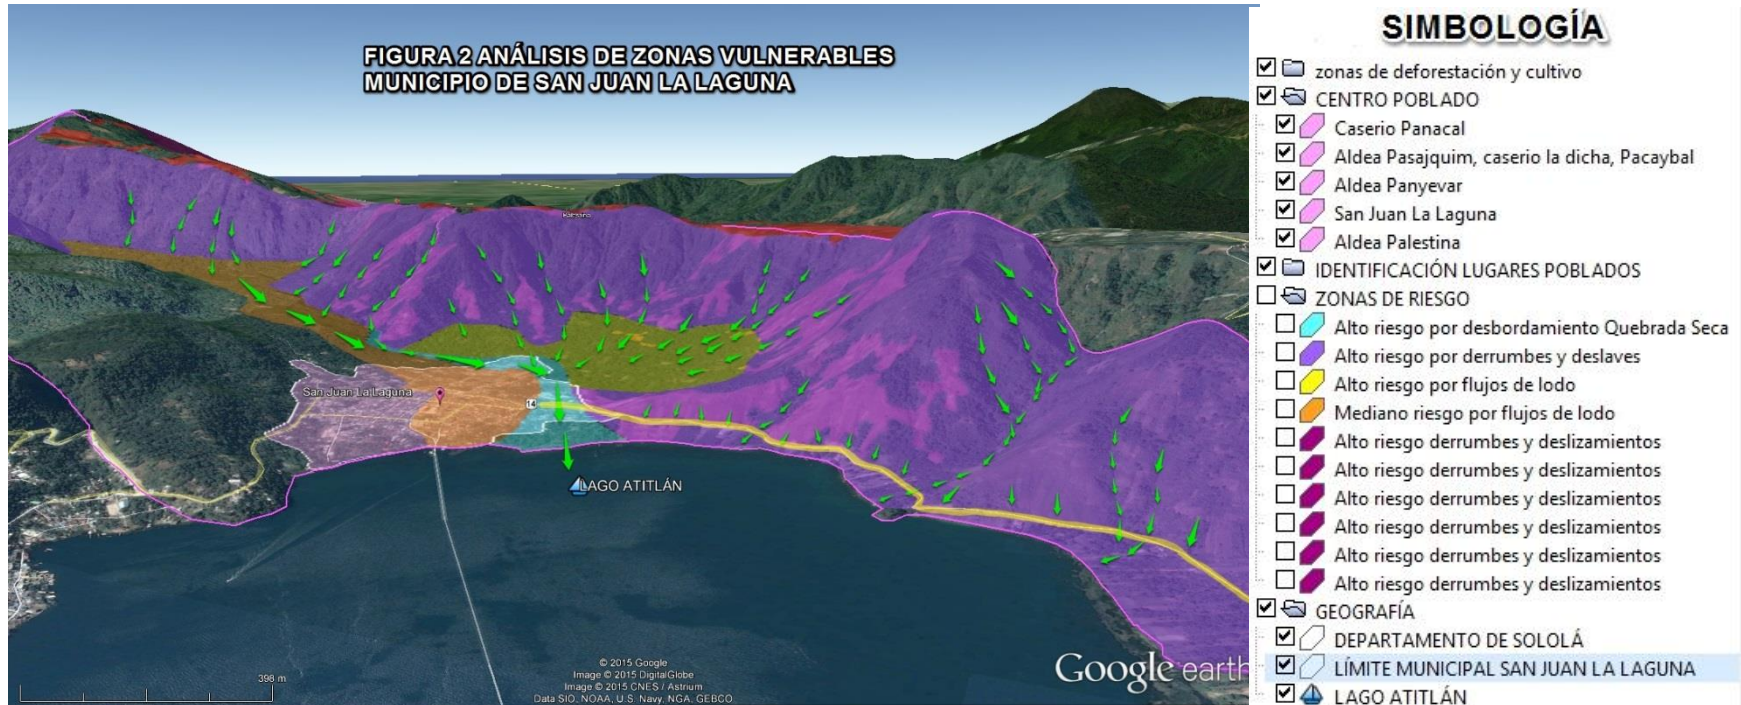 FIGURA 2 ANÁLISIS DE ZONAS VULNERABLES
MUNICIPIO DE SAN JUAN LA LAGUNA
San Juan La Laguna
14
LAGO ATITLÁN
398 m
© 2015 Google
Image © 2015 DigitalGlobe
Image © 2015 CNES / Astrium
Data SIO, NOAA, U.S. Navy, NGA, GEBCO
Google earth
SIMBOLOGÍA
zonas de deforestación y cultivo
CENTRO POBLADO
Caserio Panacal
Aldea Pasajquim, caserio la dicha, Pacaybal
Aldea Panyevar
San Juan La Laguna
Aldea Palestina
IDENTIFICACIÓN LUGARES POBLADOS
ZONAS DE RIESGO
Alto riesgo por desbordamiento Quebrada Seca
Alto riesgo por derrumbes y deslaves
Alto riesgo por flujos de lodo
Mediano riesgo por flujos de lodo
Alto riesgo derrumbes y deslizamientos
Alto riesgo derrumbes y deslizamientos
Alto riesgo derrumbes y deslizamientos
Alto riesgo derrumbes y deslizamientos
Alto riesgo derrumbes y deslizamientos
Alto riesgo derrumbes y deslizamientos
GEOGRAFÍA
DEPARTAMENTO DE SOLOLÁ
LÍMITE MUNICIPAL SAN JUAN LA LAGUNA
LAGO ATITLÁN